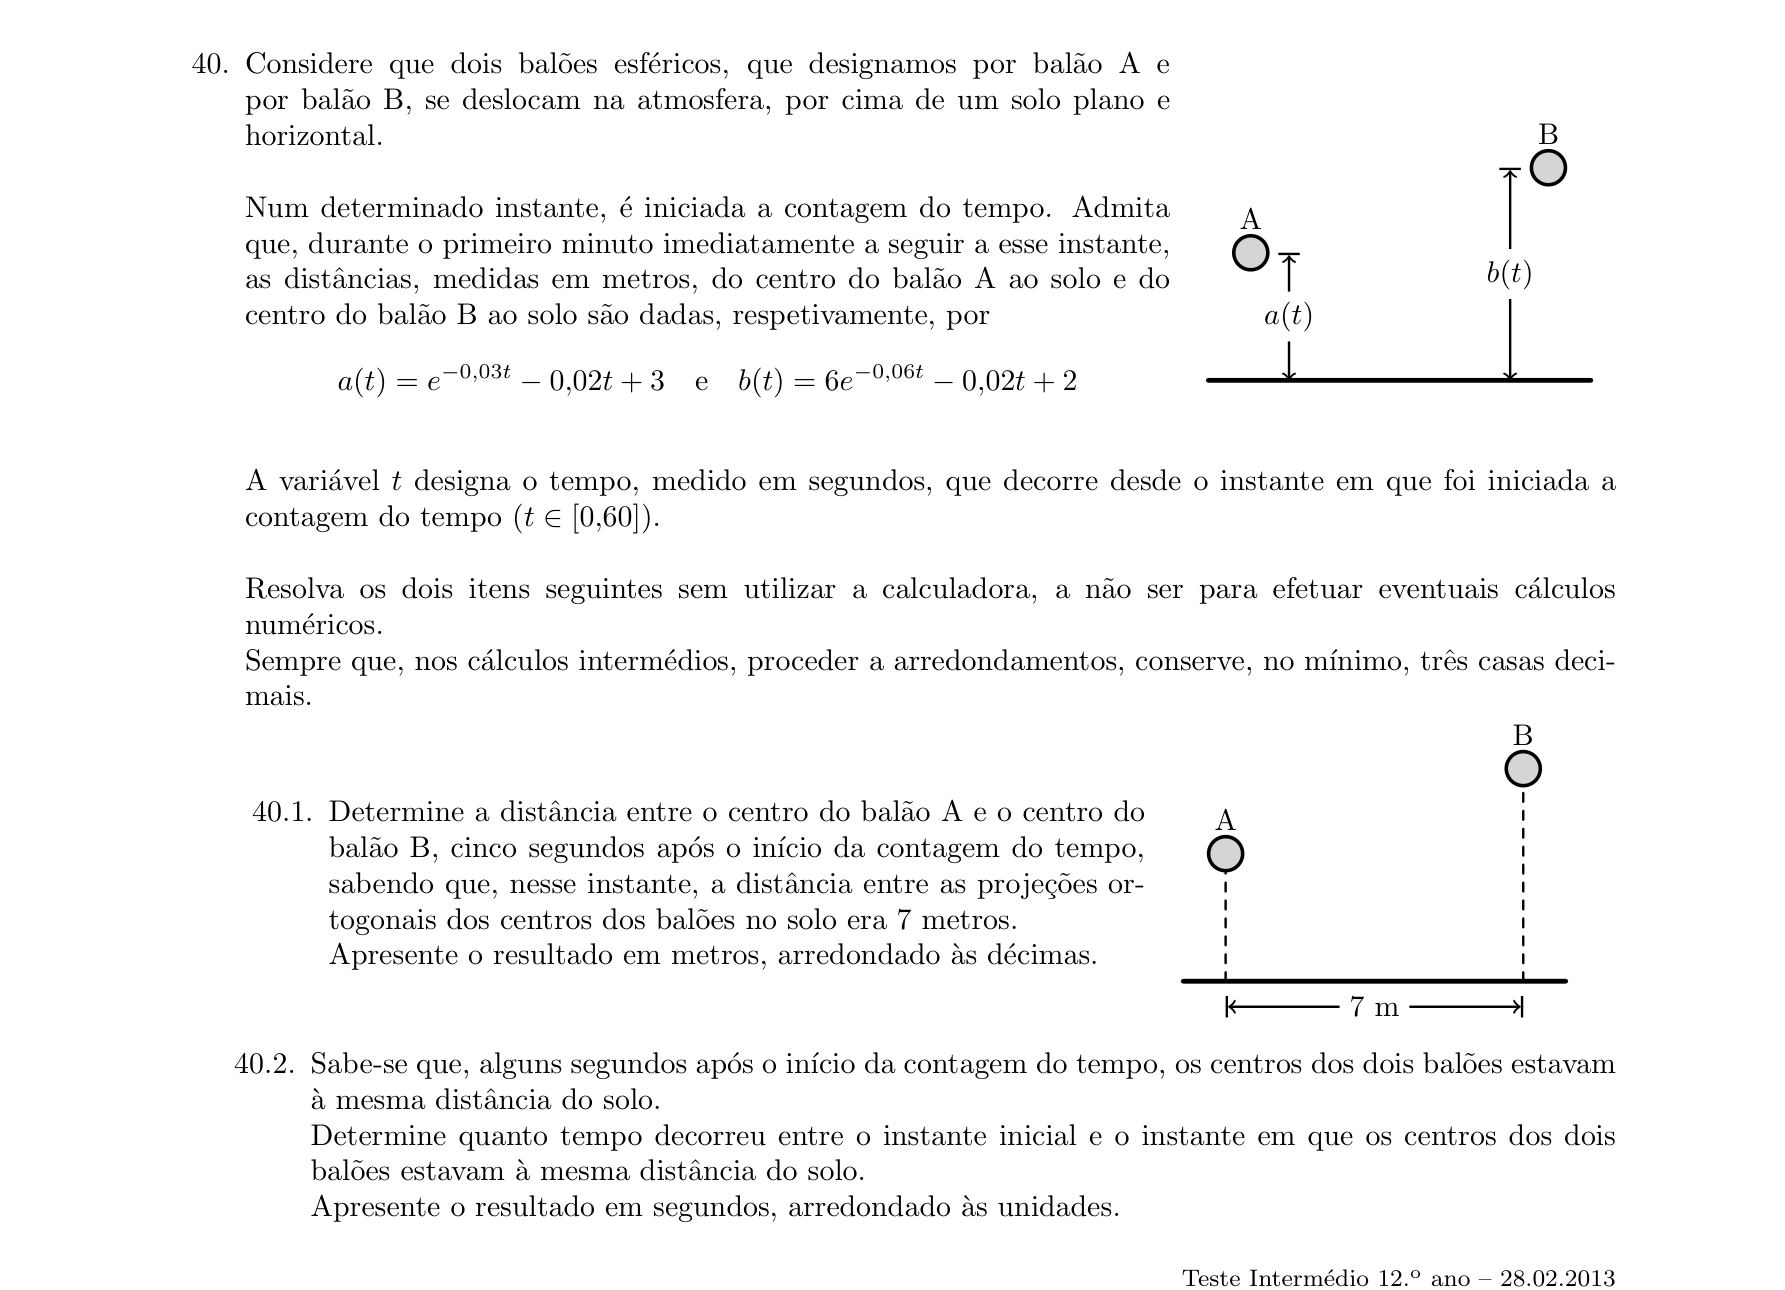 40. Considere que dois balões esféricos, que designamos por balão A e
por balão B, se deslocam na atmosfera, por cima de um solo plano e
horizontal.
Num determinado instante, é iniciada a contagem do tempo. Admita
que, durante o primeiro minuto imediatamente a seguir a esse instante,
as distâncias, medidas em metros, do centro do balão A ao solo e do
centro do balão B ao solo são dadas, respetivamente, por
a(t) = e^{−0,03t} − 0,02t + 3 e b(t) = 6e^{−0,06t} − 0,02t + 2
B
A
b(t)
a(t)
A variável t designa o tempo, medido em segundos, que decorre desde o instante em que foi iniciada a
contagem do tempo (t ∈ [0,60]).
Resolva os dois itens seguintes sem utilizar a calculadora, a não ser para efetuar eventuais cálculos
numéricos.
Sempre que, nos cálculos intermédios, proceder a arredondamentos, conserve, no mínimo, três casas deci-
mais.
40.1. Determine a distância entre o centro do balão A e o centro do
balão B, cinco segundos após o início da contagem do tempo,
sabendo que, nesse instante, a distância entre as projeções or-
togonais dos centros dos balões no solo era 7 metros.
Apresente o resultado em metros, arredondado às décimas.
B
A
7 m
40.2. Sabe-se que, alguns segundos após o início da contagem do tempo, os centros dos dois balões estavam
à mesma distância do solo.
Determine quanto tempo decorreu entre o instante inicial e o instante em que os centros dos dois
balões estavam à mesma distância do solo.
Apresente o resultado em segundos, arredondado às unidades.
Teste Intermédio 12.º ano – 28.02.2013